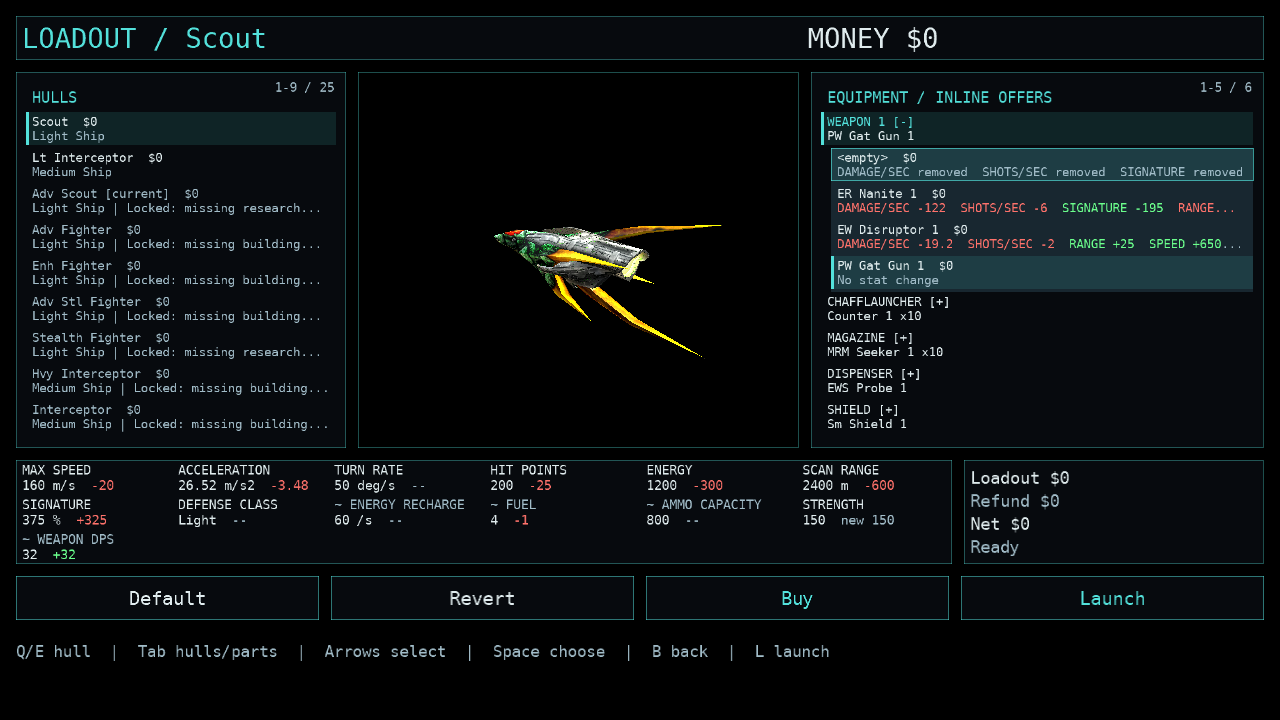 LOADOUT / Scout
MONEY $0
HULLS
1-9 / 25
Scout  $0
Light Ship
Lt Interceptor  $0
Medium Ship
Adv Scout [current]  $0
Light Ship | Locked: missing research...
Adv Fighter  $0
Light Ship | Locked: missing building...
Enh Fighter  $0
Light Ship | Locked: missing building...
Adv Stl Fighter  $0
Light Ship | Locked: missing building...
Stealth Fighter  $0
Light Ship | Locked: missing research...
Hvy Interceptor  $0
Medium Ship | Locked: missing building...
Interceptor  $0
Medium Ship | Locked: missing building...
EQUIPMENT / INLINE OFFERS
1-5 / 6
WEAPON 1 [-]
PW Gat Gun 1
<empty>  $0
DAMAGE/SEC removed  SHOTS/SEC removed  SIGNATURE removed
ER Nanite 1  $0
DAMAGE/SEC -122  SHOTS/SEC -6  SIGNATURE -195  RANGE...
EW Disruptor 1  $0
DAMAGE/SEC -19.2  SHOTS/SEC -2  RANGE +25  SPEED +650...
PW Gat Gun 1  $0
No stat change
CHAFFLAUNCHER [+]
Counter 1 x10
MAGAZINE [+]
MRM Seeker 1 x10
DISPENSER [+]
EWS Probe 1
SHIELD [+]
Sm Shield 1
MAX SPEED
160 m/s  -20
ACCELERATION
26.52 m/s2  -3.48
TURN RATE
50 deg/s  --
HIT POINTS
200  -25
ENERGY
1200  -300
SCAN RANGE
2400 m  -600
SIGNATURE
375 %  +325
DEFENSE CLASS
Light  --
~ ENERGY RECHARGE
60 /s  --
~ FUEL
4  -1
~ AMMO CAPACITY
800  --
STRENGTH
150  new 150
~ WEAPON DPS
32  +32
Loadout $0
Refund $0
Net $0
Ready
Default
Revert
Buy
Launch
Q/E hull  |  Tab hulls/parts  |  Arrows select  |  Space choose  |  B back  |  L launch